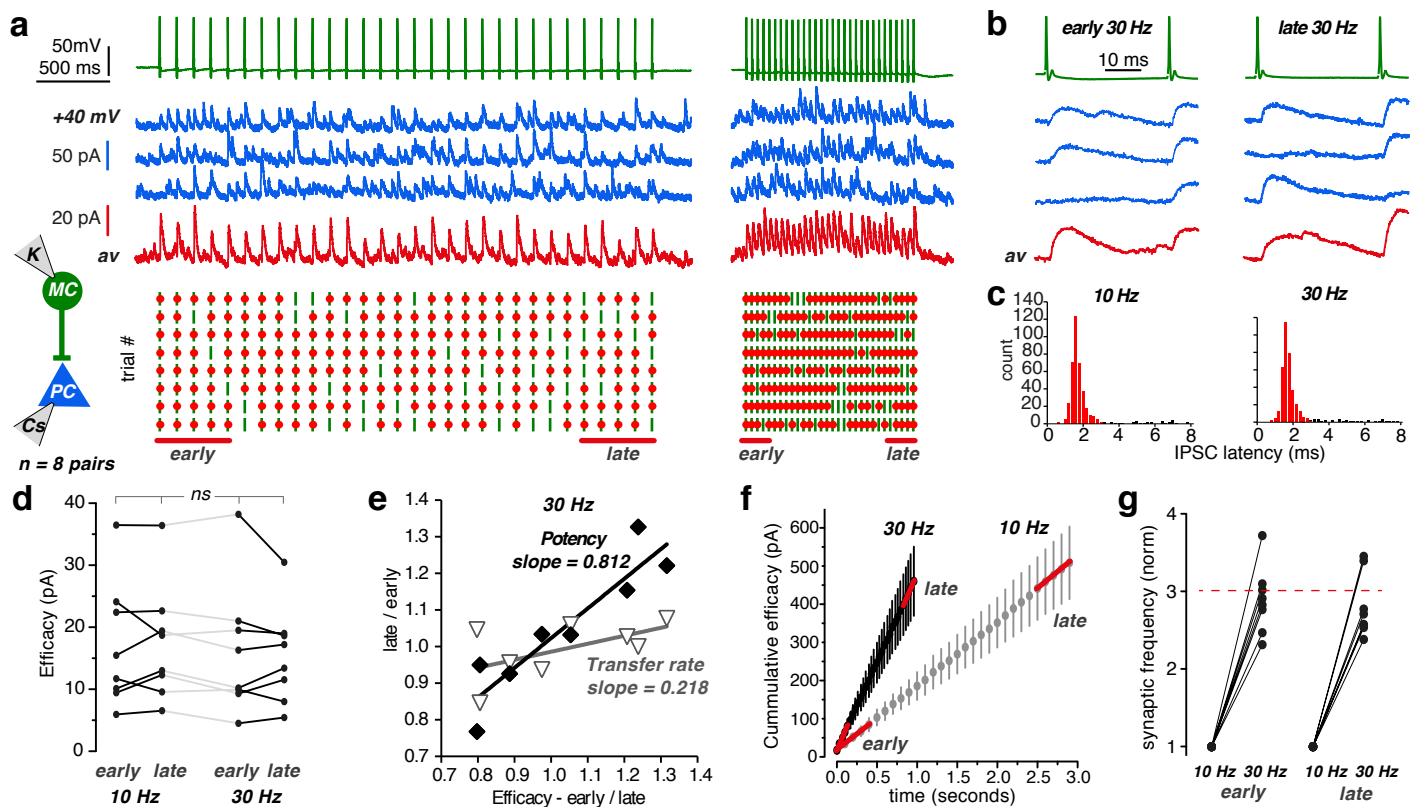 a
50mV
500 ms
+40 mV
50 pA
20 pA
av
K
MC
PC
Cs
n = 8 pairs
trial #
early
late
early
late
b
early 30 Hz
late 30 Hz
10 ms
av
c
10 Hz
30 Hz
count
140
120
100
80
60
40
20
0
0 2 4 6 8
0 2 4 6 8
IPSC latency (ms)
d
ns
Efficacy (pA)
40
30
20
10
0
early late early late
10 Hz 30 Hz
e
30 Hz
Potency
slope = 0.812
Transfer rate
slope = 0.218
late / early
1.4
1.3
1.2
1.1
1.0
0.9
0.8
0.7
0.7 0.8 0.9 1.0 1.1 1.2 1.3 1.4
Efficacy - early / late
f
30 Hz
10 Hz
late
late
early
Cummulative efficacy (pA)
600
500
400
300
200
100
0
0.0 0.5 1.0 1.5 2.0 2.5 3.0
time (seconds)
g
synaptic frequency (norm)
4
3
2
1
10 Hz 30 Hz 10 Hz 30 Hz
early late